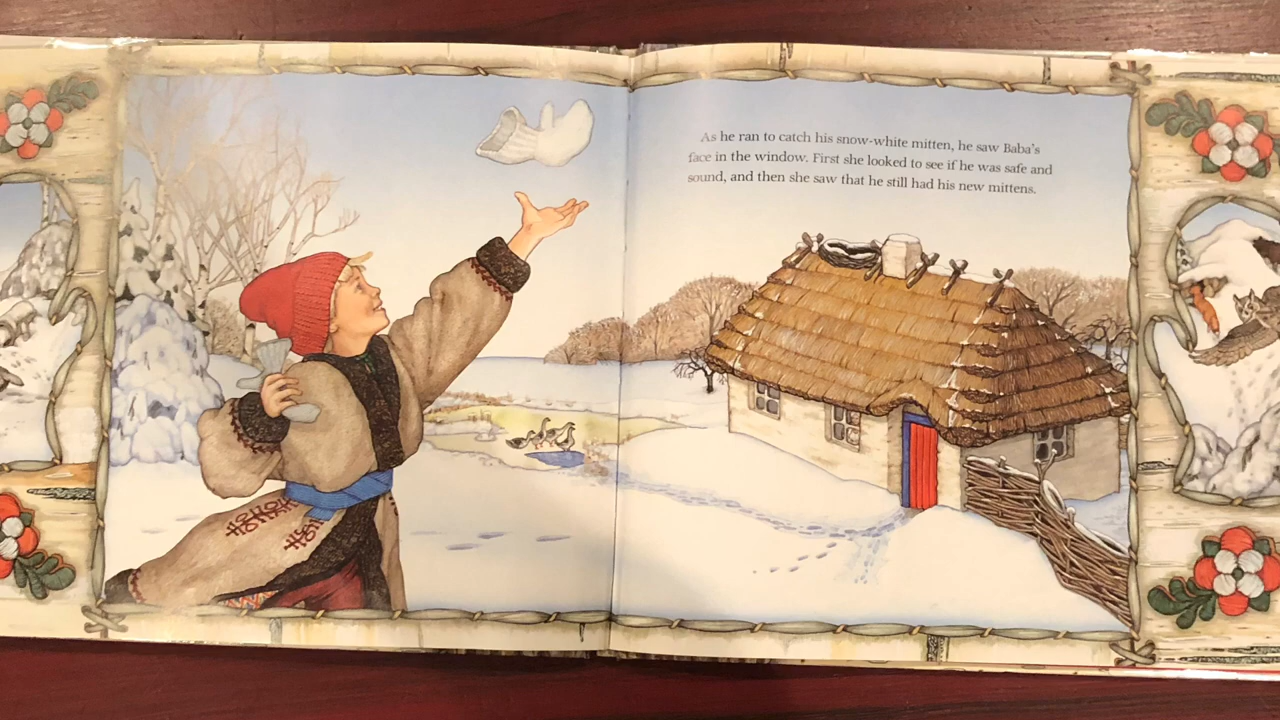 As he ran to catch his snow-white mitten, he saw Baba's
face in the window. First she looked to see if he was safe and
sound, and then she saw that he still had his new mittens.